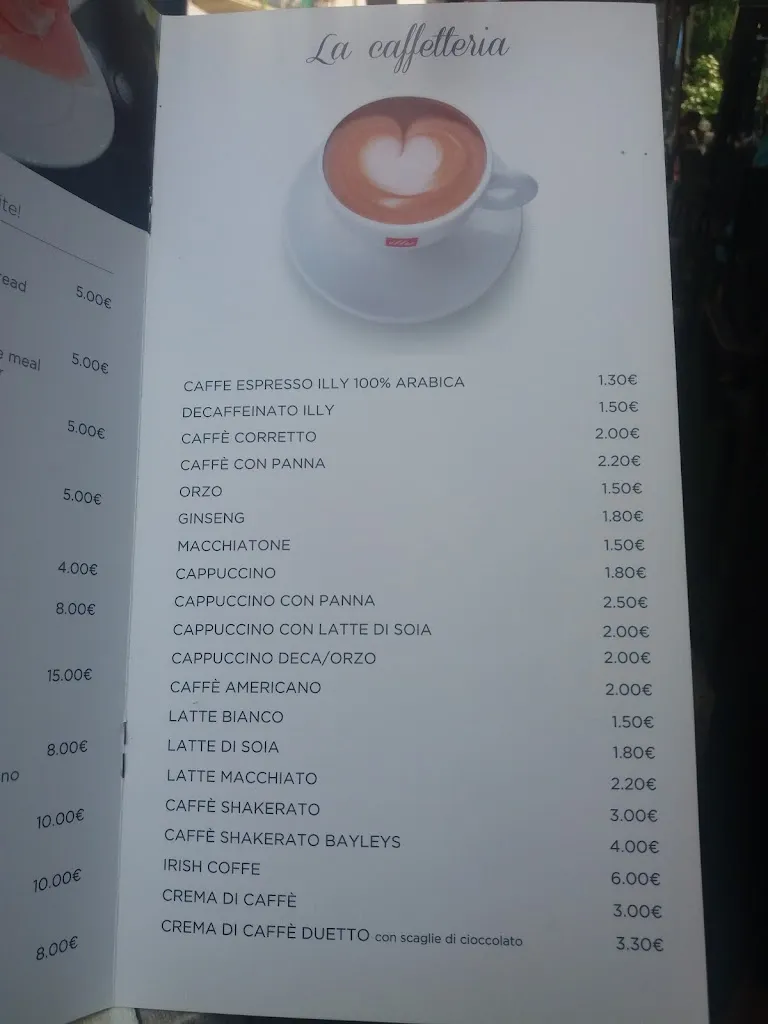 La caffetteria
illy
ite!
read 5.00€
meal 5.00€
5.00€
5.00€
4.00€
8.00€
15.00€
8.00€
no
10.00€
10.00€
8.00€
CAFFE ESPRESSO ILLY 100% ARABICA 1.30€
DECAFFEINATO ILLY 1.50€
CAFFÈ CORRETTO 2.00€
CAFFÈ CON PANNA 2.20€
ORZO 1.50€
GINSENG 1.80€
MACCHIATONE 1.50€
CAPPUCCINO 1.80€
CAPPUCCINO CON PANNA 2.50€
CAPPUCCINO CON LATTE DI SOIA 2.00€
CAPPUCCINO DECA/ORZO 2.00€
CAFFÈ AMERICANO 2.00€
LATTE BIANCO 1.50€
LATTE DI SOIA 1.80€
LATTE MACCHIATO 2.20€
CAFFÈ SHAKERATO 3.00€
CAFFÈ SHAKERATO BAYLEYS 4.00€
IRISH COFFE 6.00€
CREMA DI CAFFÈ 3.00€
CREMA DI CAFFÈ DUETTO con scaglie di cioccolato 3.30€